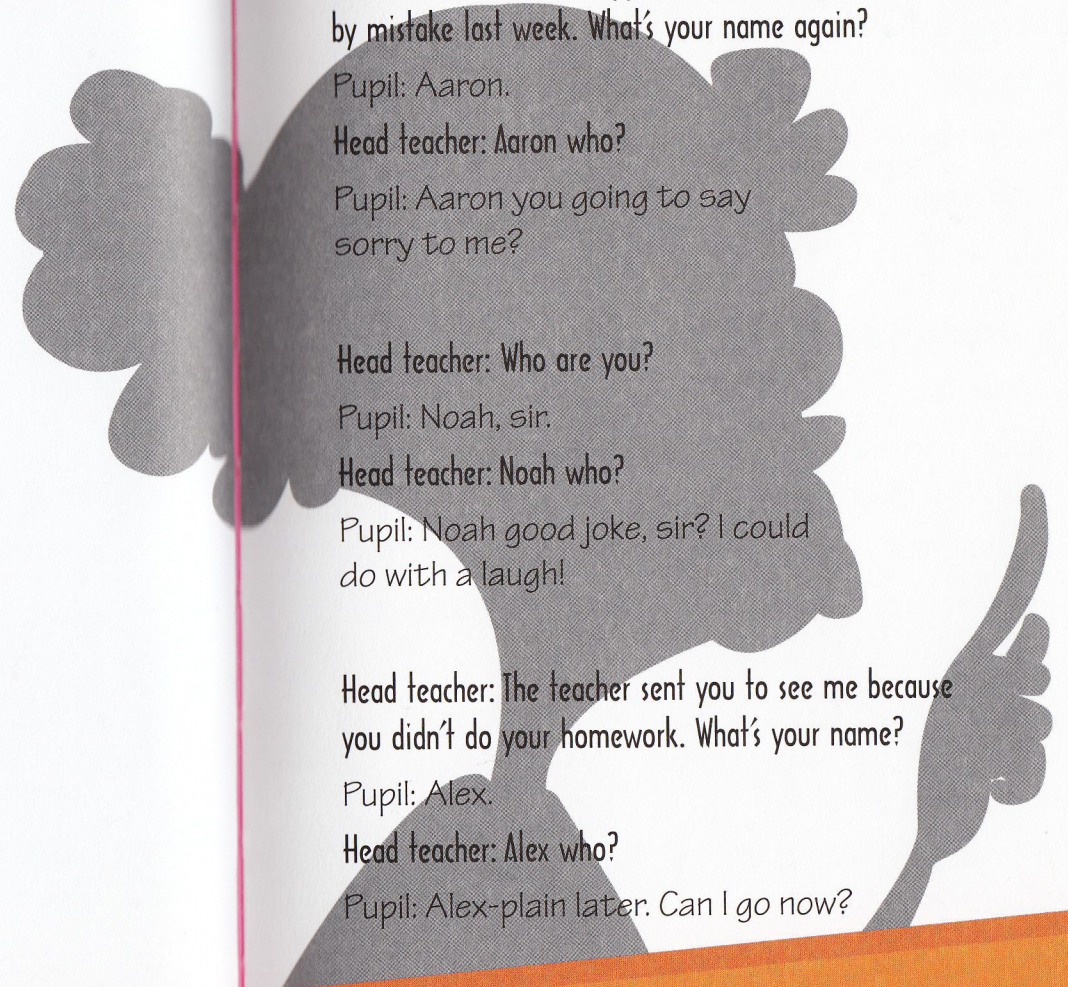 by mistake last week. What's your name again?
Pupil: Aaron.
Head teacher: Aaron who?
Pupil: Aaron you going to say
sorry to me?
Head teacher: Who are you?
Pupil: Noah, sir.
Head teacher: Noah who?
Pupil: Noah good joke, sir? I could
do with a laugh!
Head teacher: The teacher sent you to see me because
you didn't do your homework. What's your name?
Pupil: Alex.
Head teacher: Alex who?
Pupil: Alex-plain later. Can I go now?